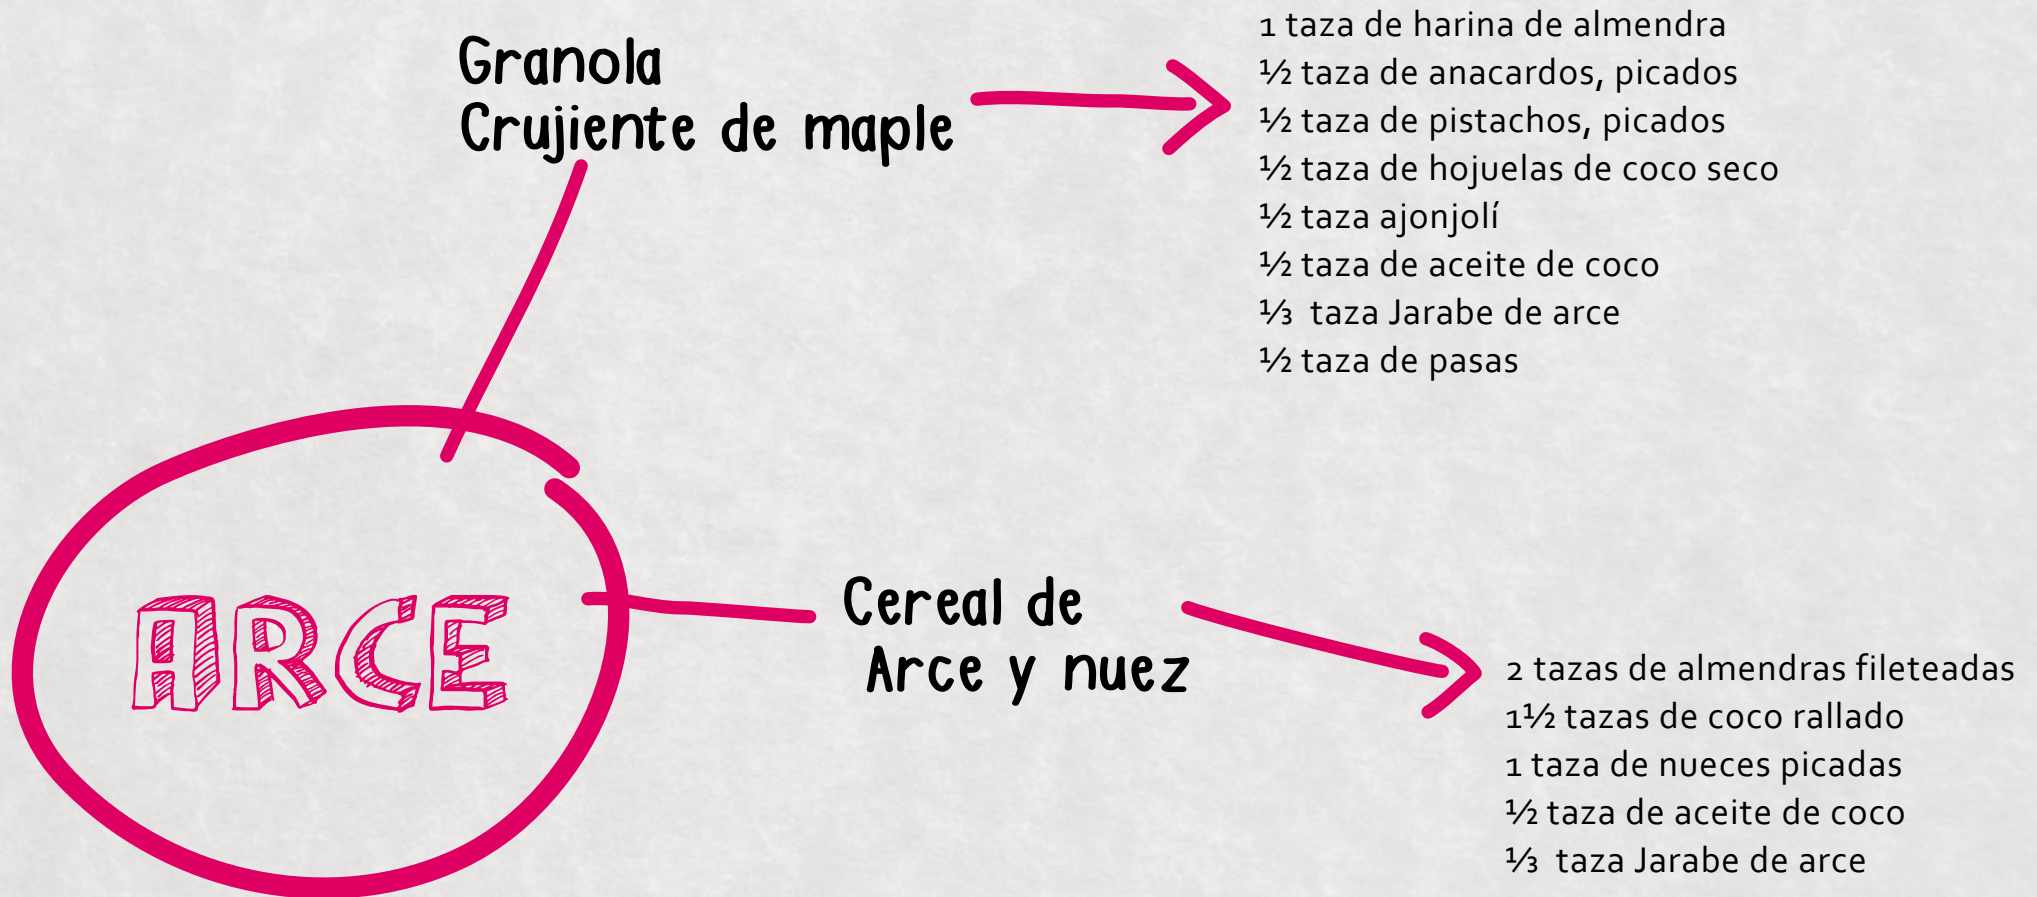 Granola
Crujiente de maple
1 taza de harina de almendra
½ taza de anacardos, picados
½ taza de pistachos, picados
½ taza de hojuelas de coco seco
½ taza ajonjolí
½ taza de aceite de coco
⅓ taza Jarabe de arce
½ taza de pasas
ARCE
Cereal de
Arce y nuez
2 tazas de almendras fileteadas
1½ tazas de coco rallado
1 taza de nueces picadas
½ taza de aceite de coco
⅓ taza Jarabe de arce